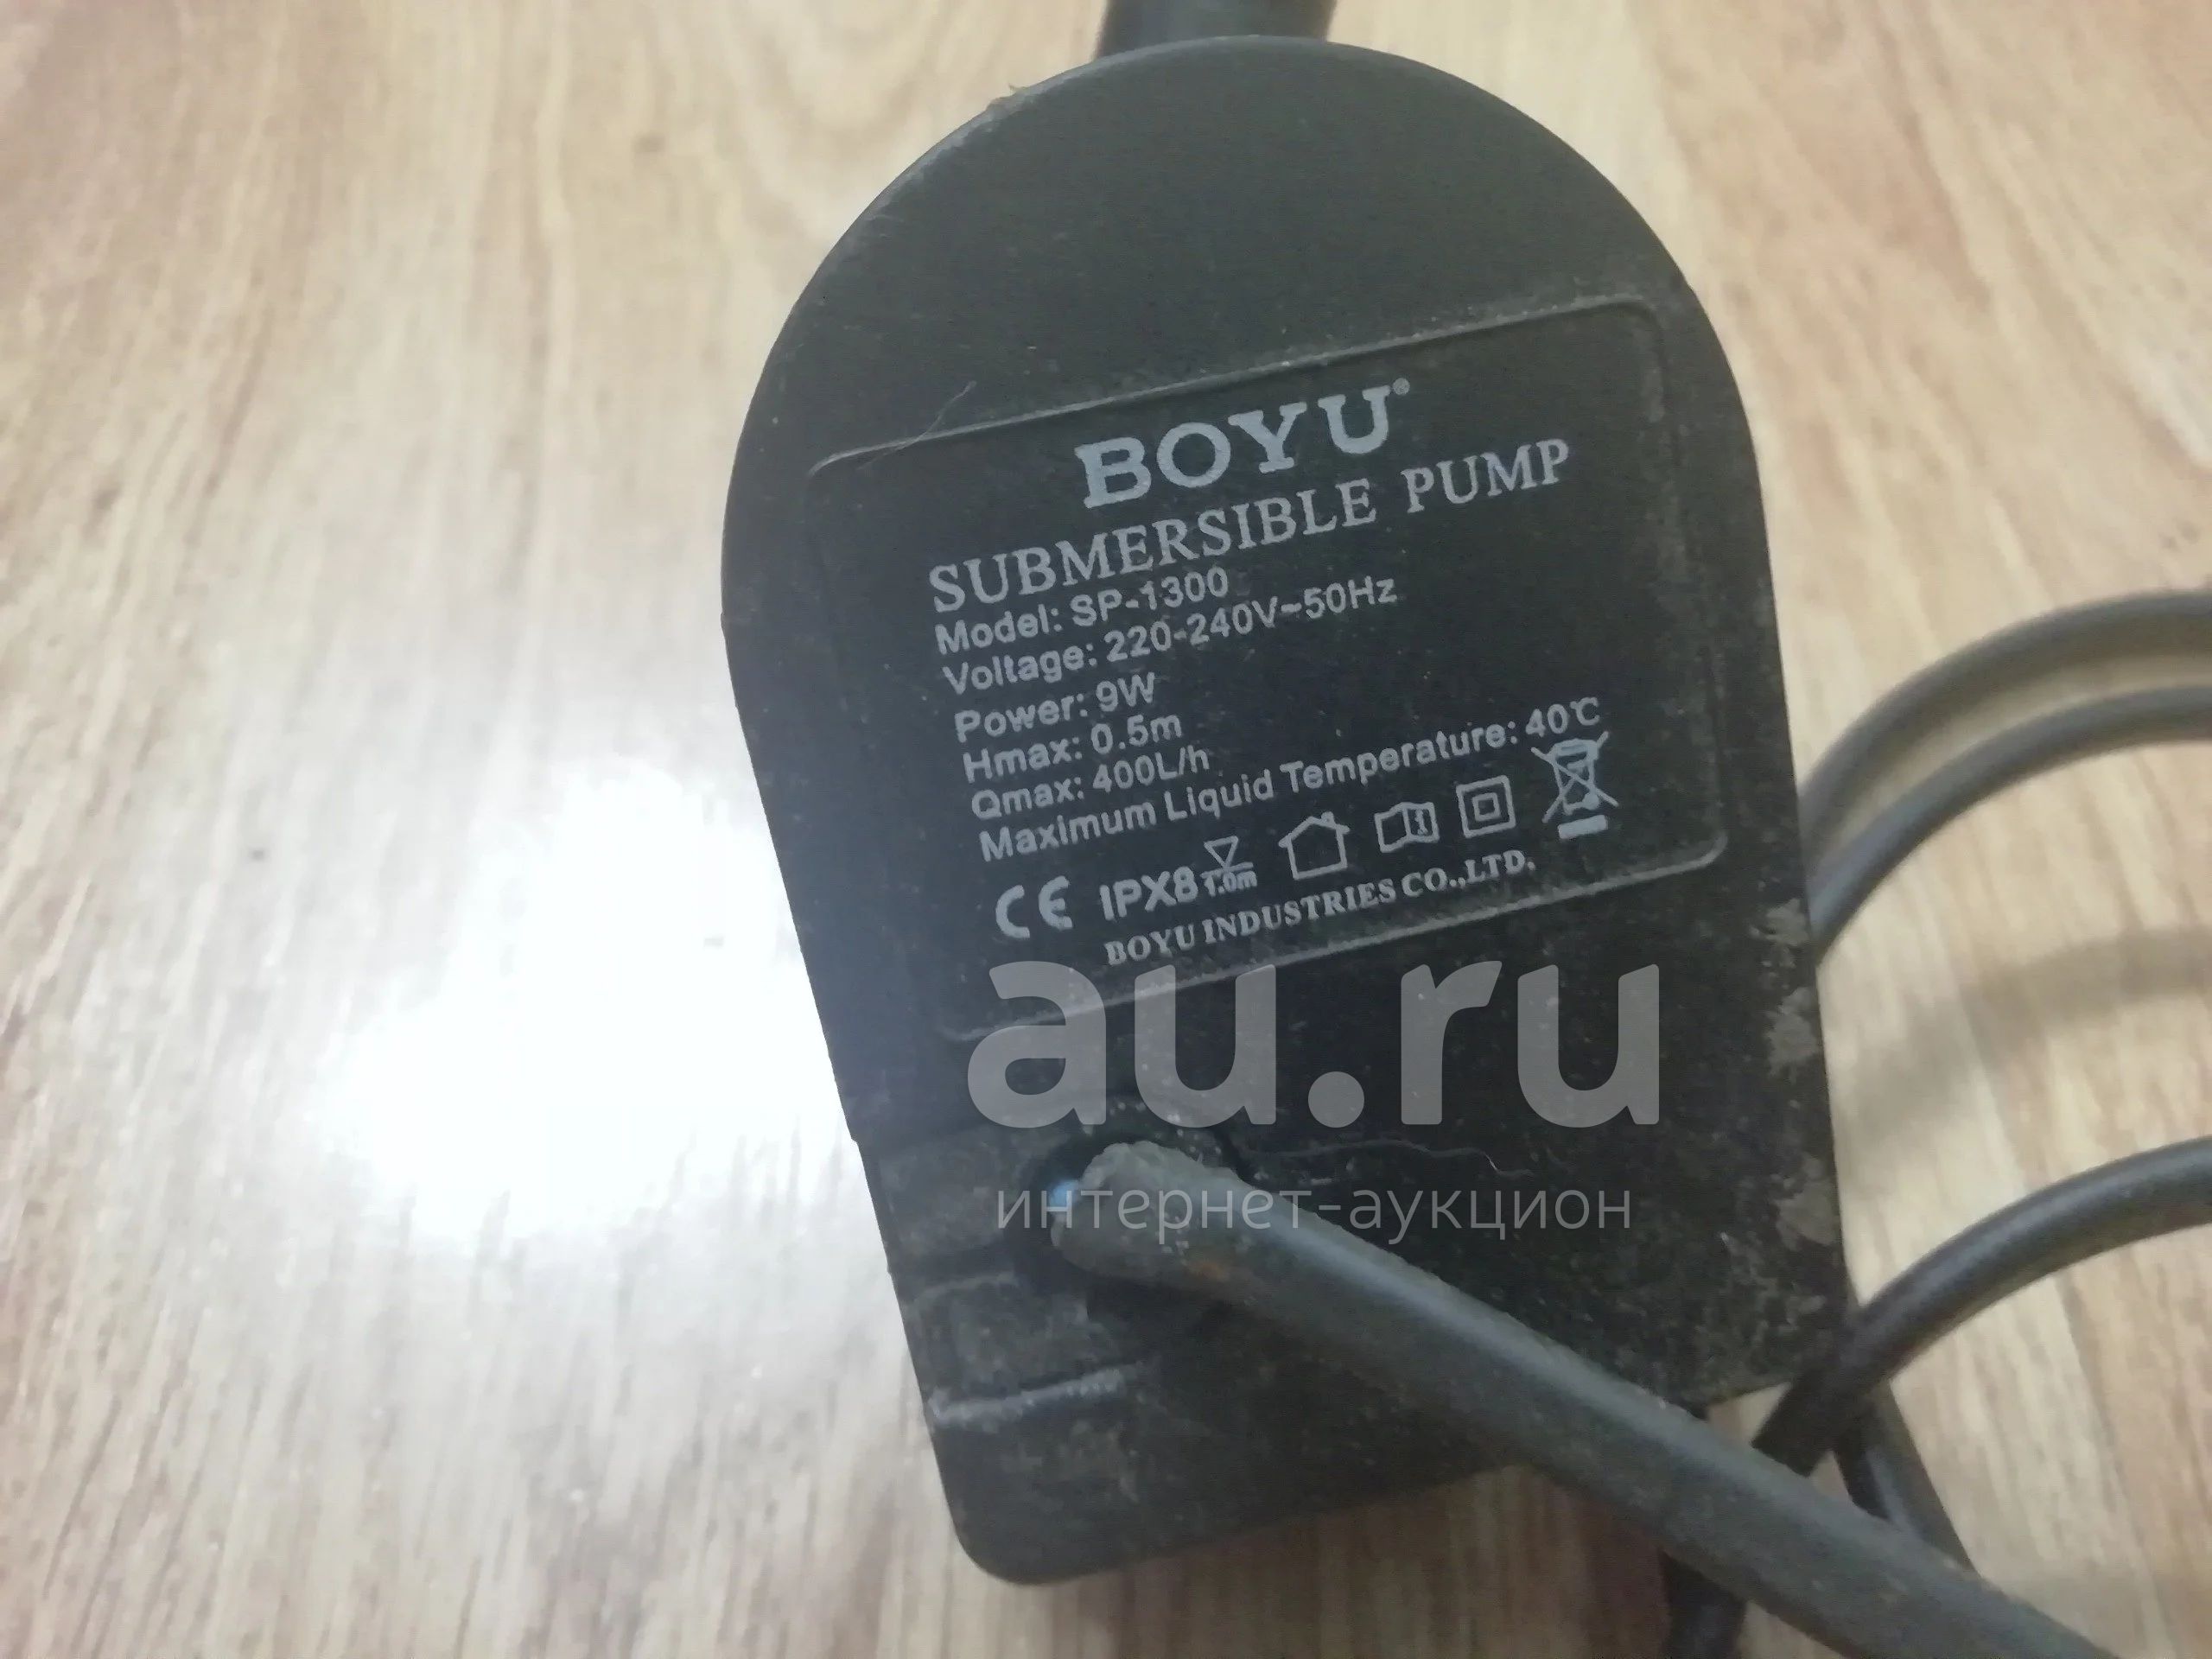 BOYU®
SUBMERSIBLE PUMP
Model: SP-1300
Voltage: 220-240V~50Hz
Power: 9W
Hmax: 0.5m
Qmax: 400L/h
Maximum Liquid Temperature: 40℃
CE IPX8 1.0m
BOYU INDUSTRIES CO.,LTD.
au.ru
интернет-аукцион